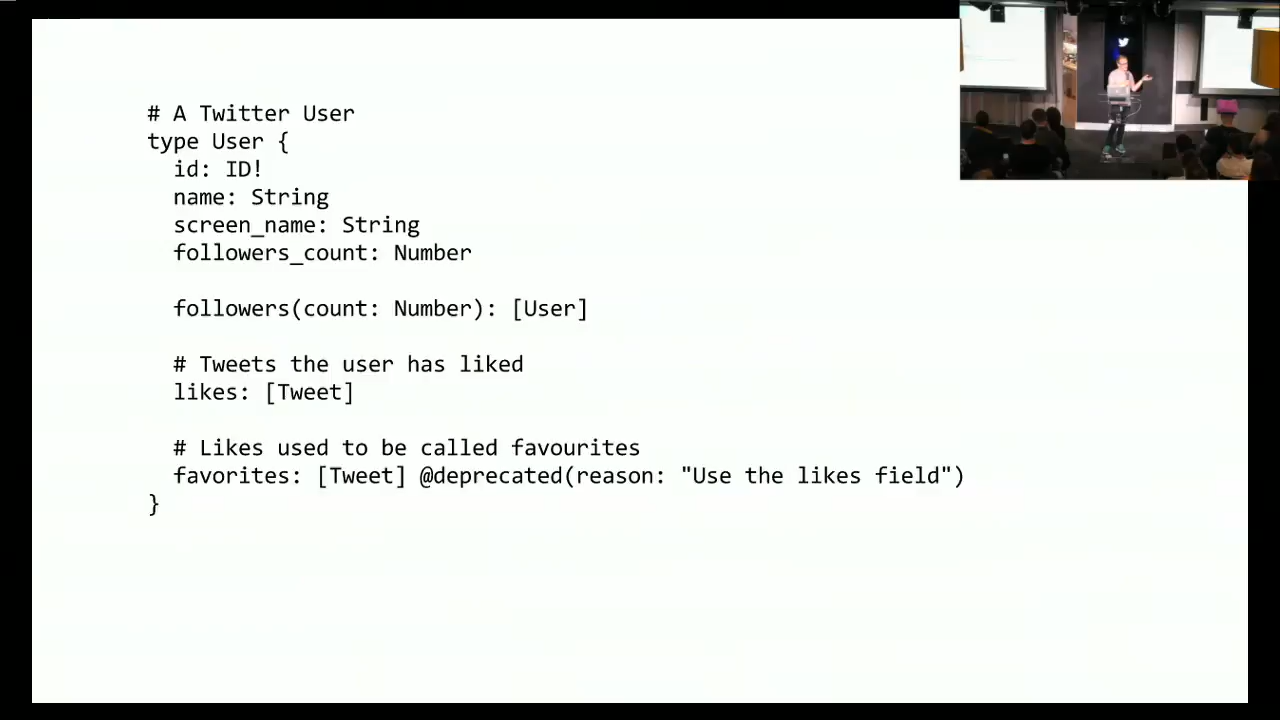 # A Twitter User
type User {
id: ID!
name: String
screen_name: String
followers_count: Number
followers(count: Number): [User]
# Tweets the user has liked
likes: [Tweet]
# Likes used to be called favourites
favorites: [Tweet] @deprecated(reason: "Use the likes field")
}